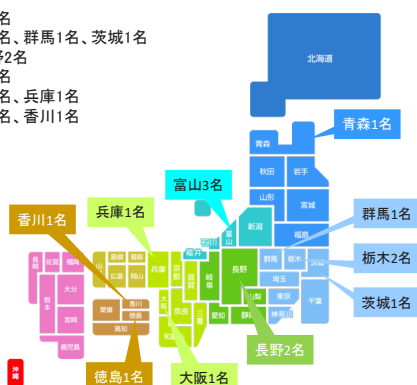 名
名、群馬1名、茨城1名
野2名
名
名、兵庫1名
名、香川1名
北海道
青森1名
青森
秋田 岩手
富山3名
山形 宮城
兵庫1名
香川1名
群馬1名
新潟
富山
石川
福島
福井
群馬 栃木
栃木2名
長崎 佐賀 福岡
山口 島根 鳥取
兵庫 京都 滋賀 岐阜 長野
埼玉
広島 岡山
大分
熊本
大阪
山梨 東京
千葉
茨城1名
愛媛 香川
徳島
奈良 三重 愛知 静岡 神奈川
宮崎
高知
鹿児島
長野2名
沖縄
徳島1名
大阪1名